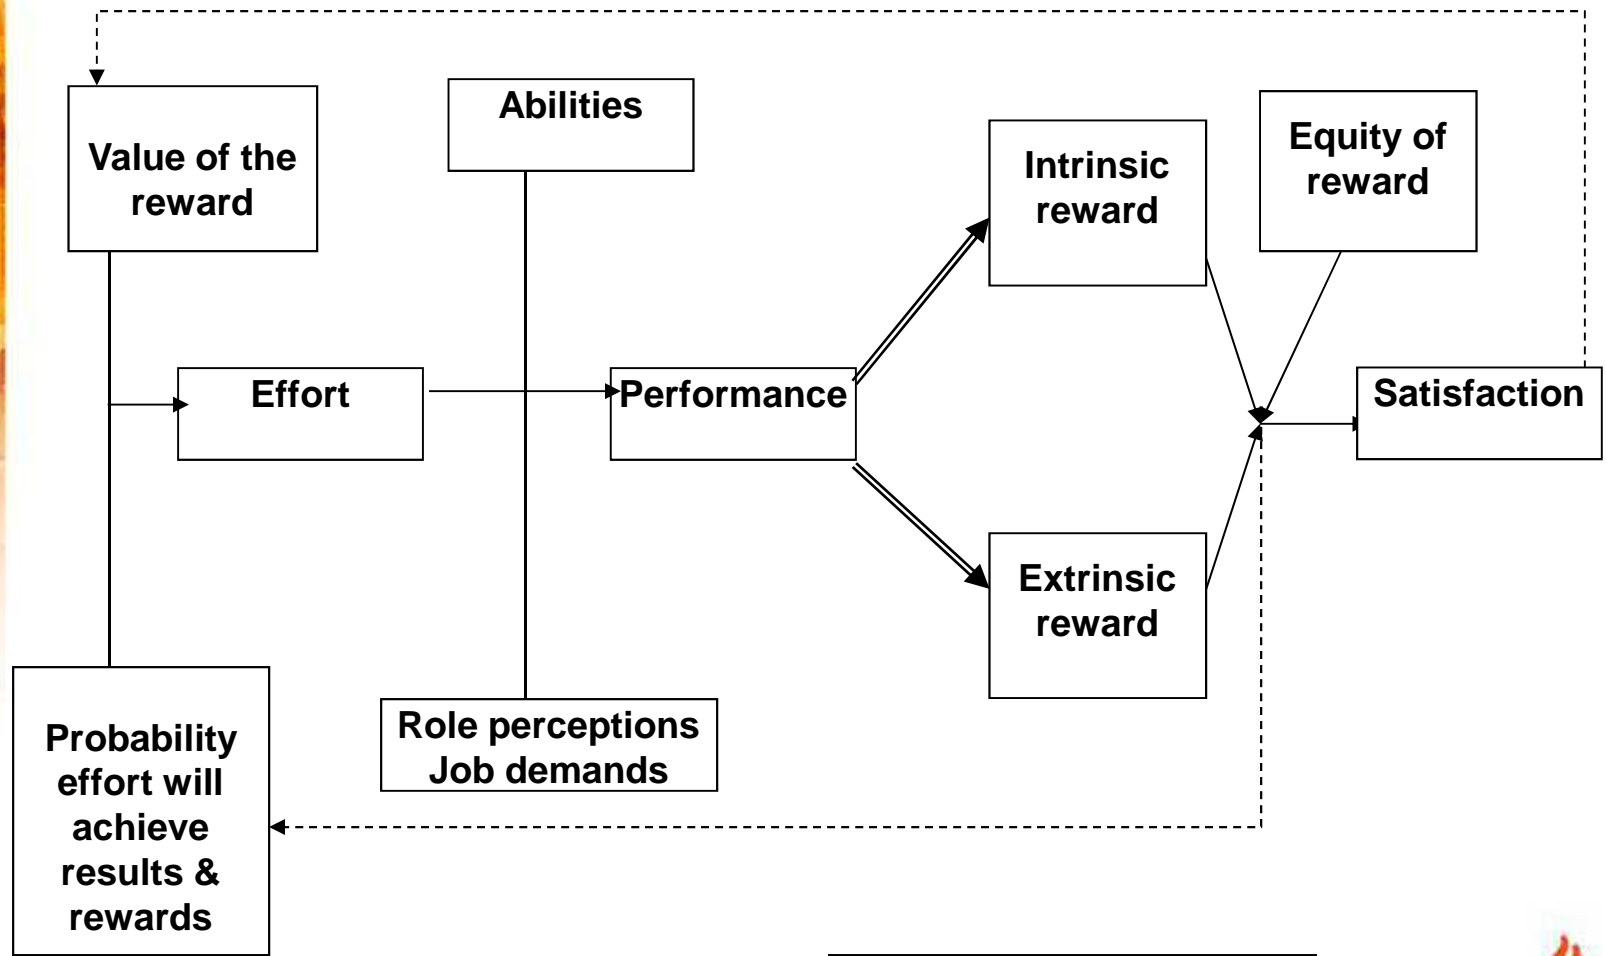 Value of the
reward
Abilities
Intrinsic
reward
Equity of
reward
Effort
Performance
Satisfaction
Extrinsic
reward
Probability
effort will
achieve
results &
rewards
Role perceptions
Job demands